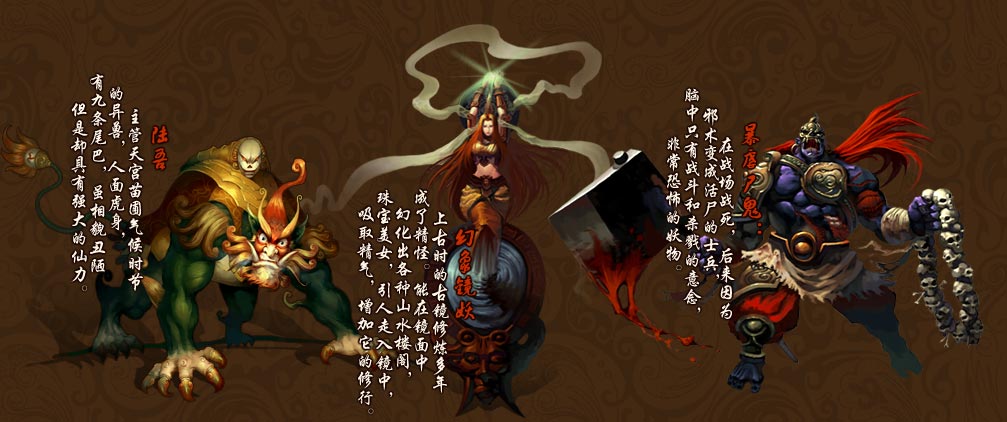 陆吾
主管天宫苗圃气候时节
的异兽，人面虎身，
有九条尾巴，虽相貌丑陋
但是却具有强大的仙力。
幻象镜妖
上古时的古镜修炼多年
成了精怪。能在镜面中
幻化出各种山水楼阁，
珠宝美女，引人走入镜中，
吸取精气，增加它的修行。
暴虐尸鬼：
在战场战死，后来因为
邪术变成活尸的士兵，
脑中只有战斗和杀戮的意念，
非常恐怖的妖物。